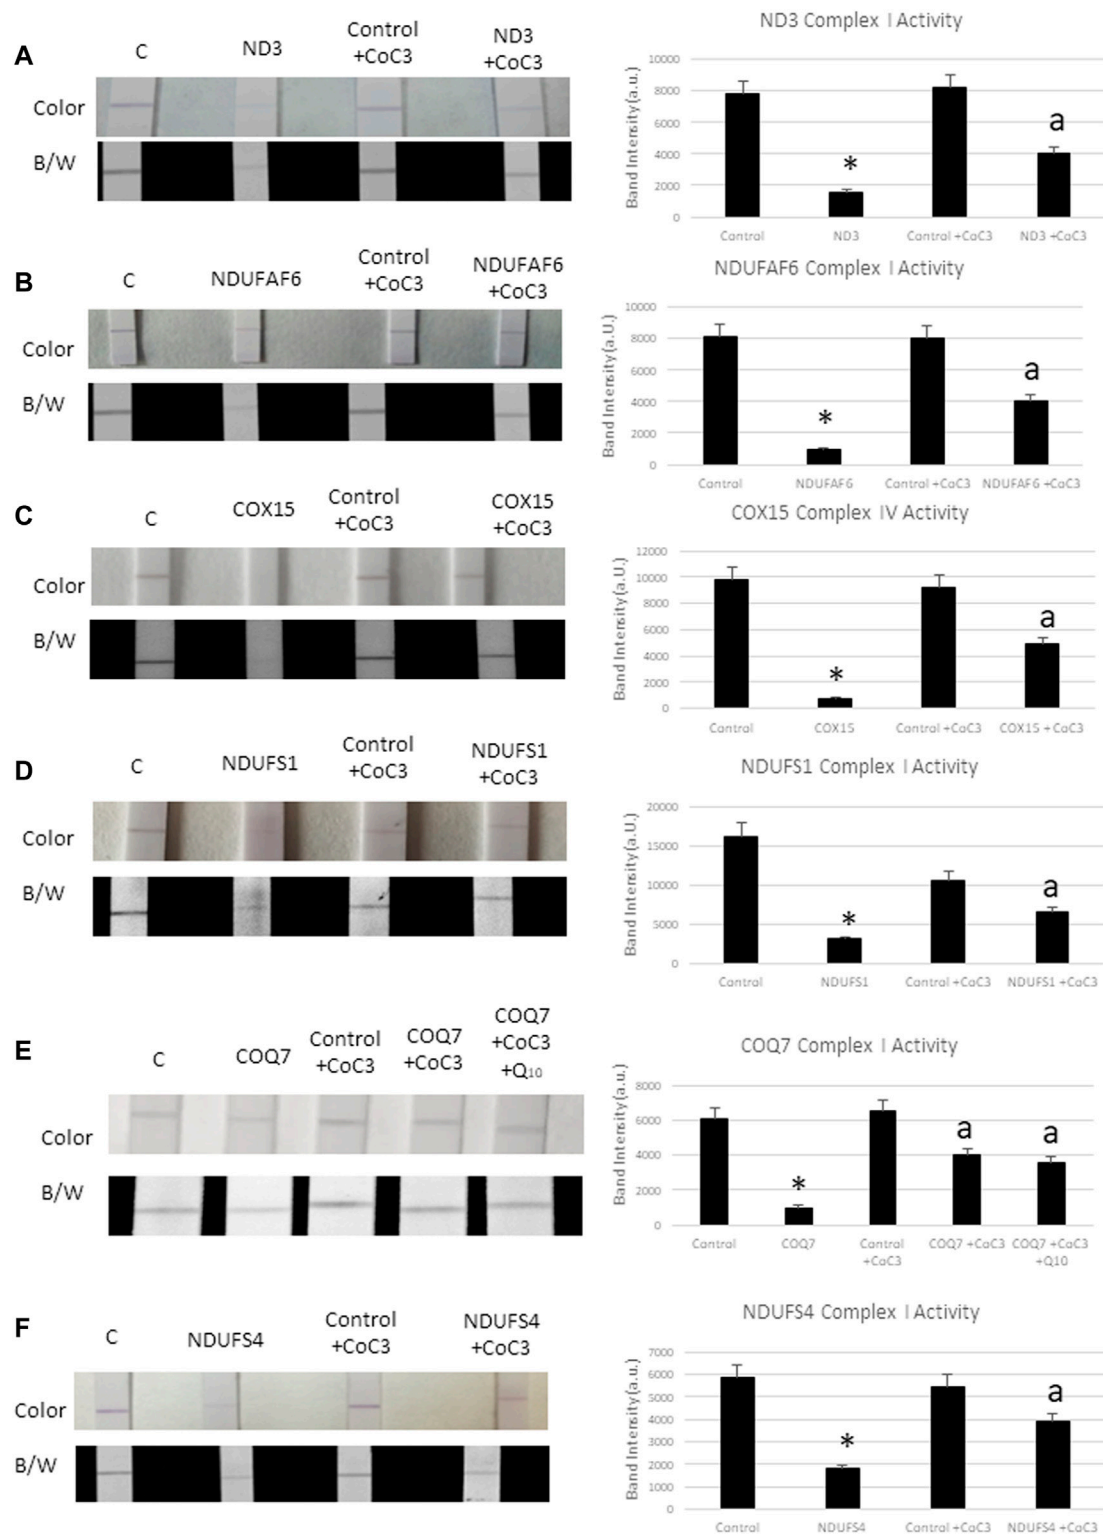 A
C
ND3
Control
+CoC3
ND3
+CoC3
Color
B/W
ND3 Complex I Activity
Band Intensity (a.u.)
10000
8000
6000
4000
2000
0
*
a
Control
ND3
Control +CoC3
ND3 +CoC3
B
C
NDUFAF6
Control
+CoC3
NDUFAF6
+CoC3
Color
B/W
NDUFAF6 Complex I Activity
Band Intensity (a.U.)
10000
8000
6000
4000
2000
0
*
a
Control
NDUFAF6
Control +CoC3
NDUFAF6 +CoC3
C
C
COX15
Control
+CoC3
COX15
+CoC3
Color
B/W
COX15 Complex IV Activity
Band Intensity (a.U.)
12000
10000
8000
6000
4000
2000
0
*
a
Control
COX15
Control +CoC3
COX15 +CoC3
D
C
NDUFS1
Control
+CoC3
NDUFS1
+CoC3
Color
B/W
NDUFS1 Complex I Activity
Band Intensity (a.U.)
20000
15000
10000
5000
0
*
a
Control
NDUFS1
Control +CoC3
NDUFS1 +CoC3
E
C
COQ7
Control
+CoC3
COQ7
+CoC3
COQ7
+CoC3
+Q10
Color
B/W
COQ7 Complex I Activity
Band Intensity (a.u.)
8000
6000
4000
2000
0
*
a
a
Control
COQ7
Control
+CoC3
COQ7 +CoC3
COQ7 +CoC3
+Q10
F
C
NDUFS4
Control
+CoC3
NDUFS4
+CoC3
Color
B/W
NDUFS4 Complex I Activity
Band Intensity (a.u.)
7000
6000
5000
4000
3000
2000
1000
0
*
a
Control
NDUFS4
Control +CoC3
NDUFS4 +CoC3